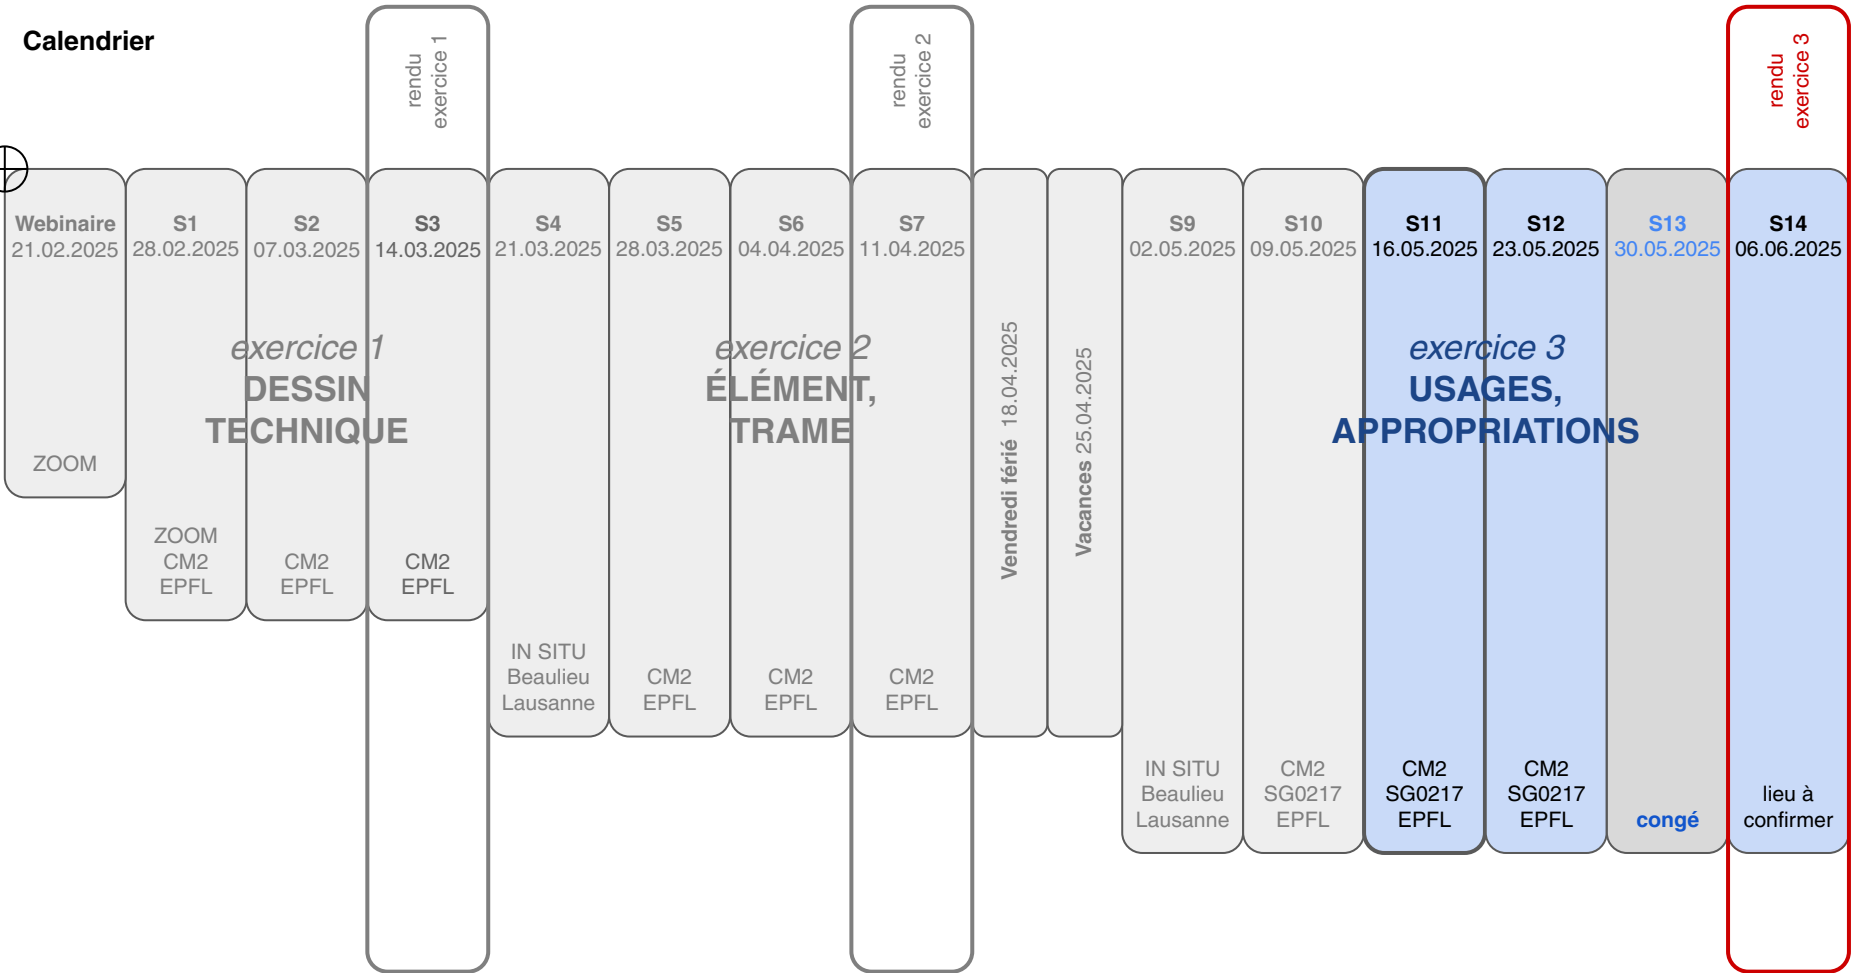 Calendrier
rendu
exercice 1
rendu
exercice 2
rendu
exercice 3
Webinaire
21.02.2025
ZOOM
S1
28.02.2025
ZOOM
CM2
EPFL
S2
07.03.2025
CM2
EPFL
S3
14.03.2025
CM2
EPFL
exercice 1
DESSIN
TECHNIQUE
S4
21.03.2025
IN SITU
Beaulieu
Lausanne
S5
28.03.2025
CM2
EPFL
S6
04.04.2025
CM2
EPFL
S7
11.04.2025
CM2
EPFL
exercice 2
ÉLÉMENT,
TRAME
Vendredi férié 18.04.2025
Vacances 25.04.2025
S9
02.05.2025
IN SITU
Beaulieu
Lausanne
S10
09.05.2025
CM2
SG0217
EPFL
S11
16.05.2025
CM2
SG0217
EPFL
S12
23.05.2025
CM2
SG0217
EPFL
S13
30.05.2025
congé
S14
06.06.2025
lieu à
confirmer
exercice 3
USAGES,
APPROPRIATIONS